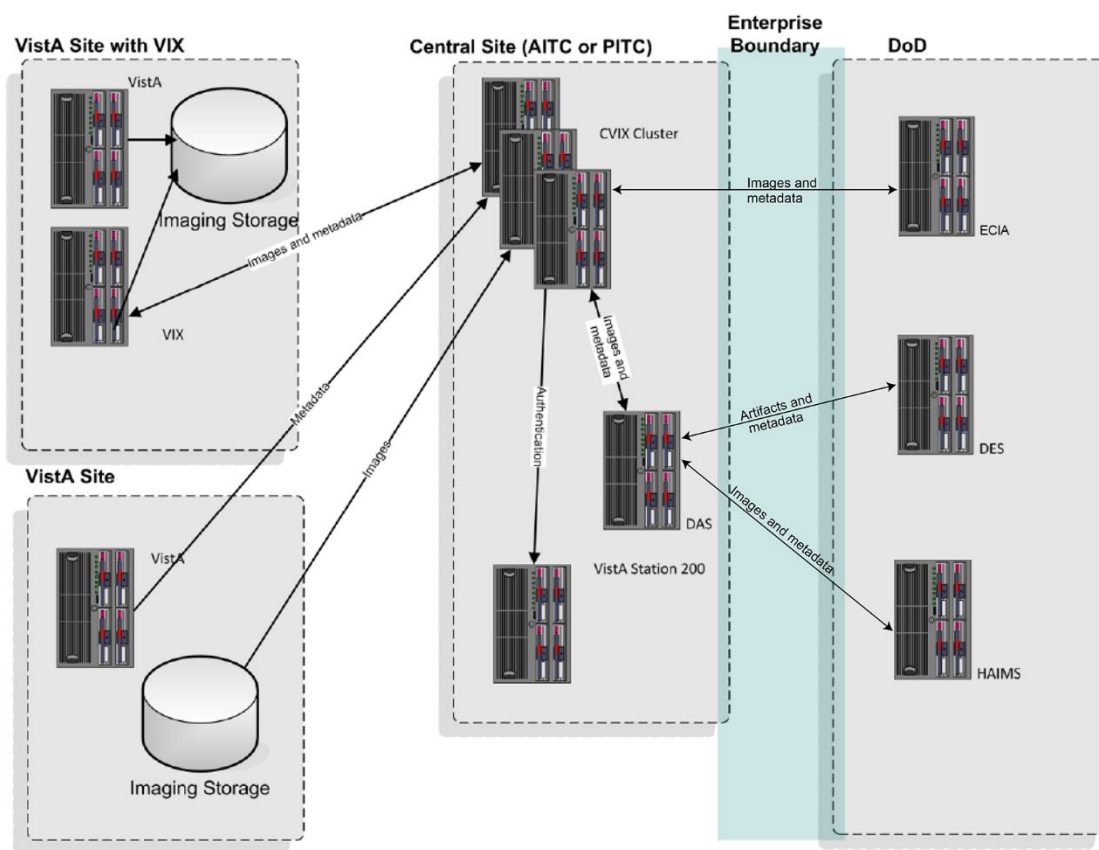 Enterprise
Boundary
VistA Site with VIX
Central Site (AITC or PITC)
DoD
VistA
Imaging Storage
VIX
Images and metadata
CVIX Cluster
Images and
metadata
ECIA
Images and
metadata
Authentication
Artifacts and
metadata
DES
Metadata
Images
DAS
Images and metadata
VistA Site
VistA
Imaging Storage
VistA Station 200
HAIMS